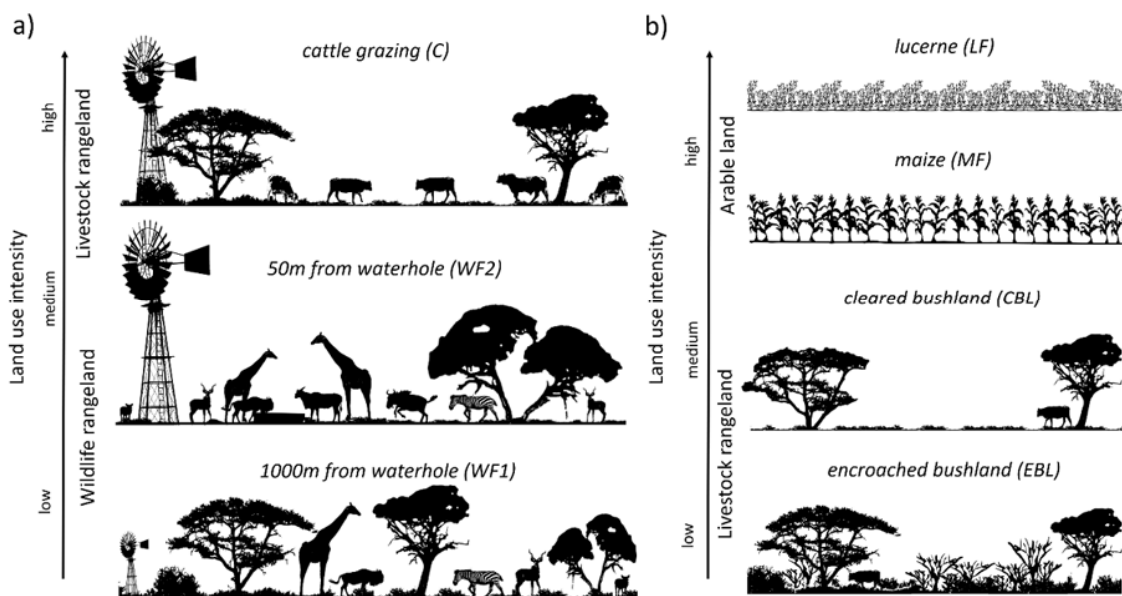 a)
cattle grazing (C)
high
Livestock rangeland
50m from waterhole (WF2)
medium
Land use intensity
Wildlife rangeland
1000m from waterhole (WF1)
low
b)
lucerne (LF)
high
Arable land
maize (MF)
cleared bushland (CBL)
medium
Land use intensity
Livestock rangeland
encroached bushland (EBL)
low